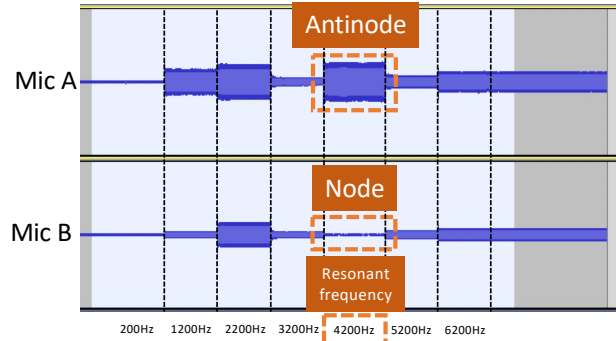 Antinode
Mic A
Node
Mic B
Resonant
frequency
200Hz 1200Hz 2200Hz 3200Hz 4200Hz 5200Hz 6200Hz